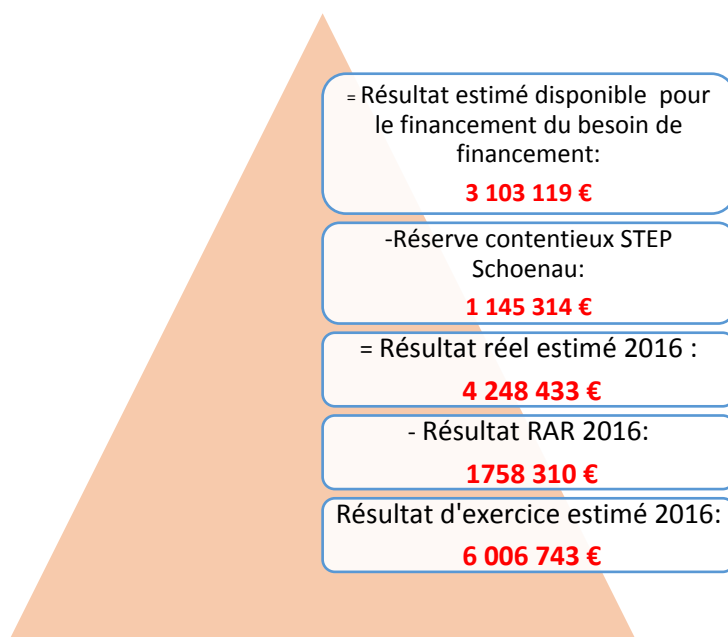 = Résultat estimé disponible pour
le financement du besoin de
financement:
3 103 119 €
-Réserve contentieux STEP
Schoenau:
1 145 314 €
= Résultat réel estimé 2016 :
4 248 433 €
- Résultat RAR 2016:
1758 310 €
Résultat d'exercice estimé 2016:
6 006 743 €